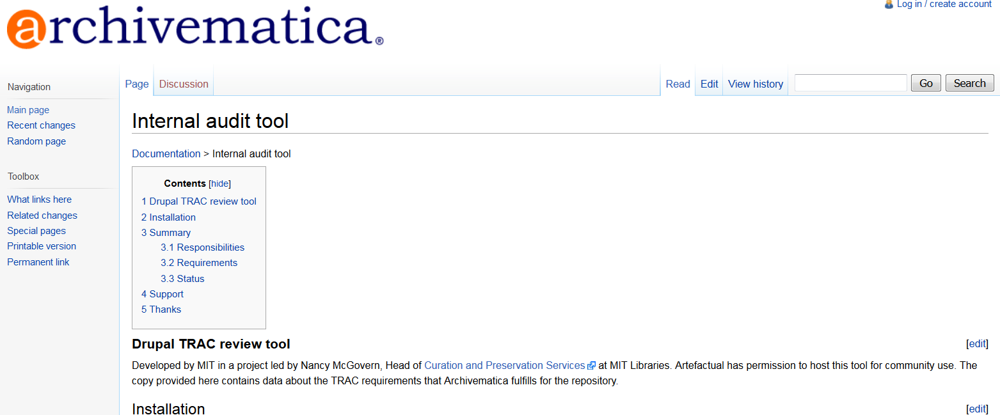 Log in / create account
archivematica®
Navigation
Main page
Recent changes
Random page
Toolbox
What links here
Related changes
Special pages
Printable version
Permanent link
Page Discussion Read Edit View history Go Search
Internal audit tool
Documentation > Internal audit tool
Contents [hide]
1 Drupal TRAC review tool
2 Installation
3 Summary
3.1 Responsibilities
3.2 Requirements
3.3 Status
4 Support
5 Thanks
Drupal TRAC review tool [edit]
Developed by MIT in a project led by Nancy McGovern, Head of Curation and Preservation Services at MIT Libraries. Artefactual has permission to host this tool for community use. The
copy provided here contains data about the TRAC requirements that Archivematica fulfills for the repository.
Installation [edit]